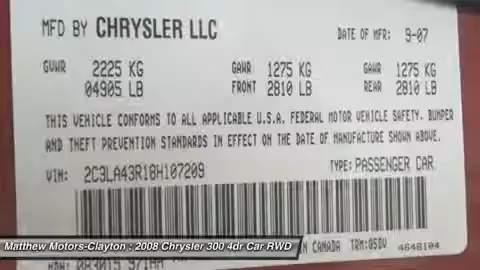 MFD BY CHRYSLER LLC DATE OF MFR: 9-07
GVWR 2225 KG GAWR 1275 KG GAWR 1275 KG
04905 LB FRONT 2810 LB REAR 2810 LB
THIS VEHICLE CONFORMS TO ALL APPLICABLE U.S.A. FEDERAL MOTOR VEHICLE SAFETY, BUMPER
AND THEFT PREVENTION STANDARDS IN EFFECT ON THE DATE OF MANUFACTURE SHOWN ABOVE.
VIN: 2C3LA43R18H107209 TYPE: PASSENGER CAR
Matthew Motors-Clayton : 2008 Chrysler 300 4dr Car RWD
CANADA TRM: 4648104